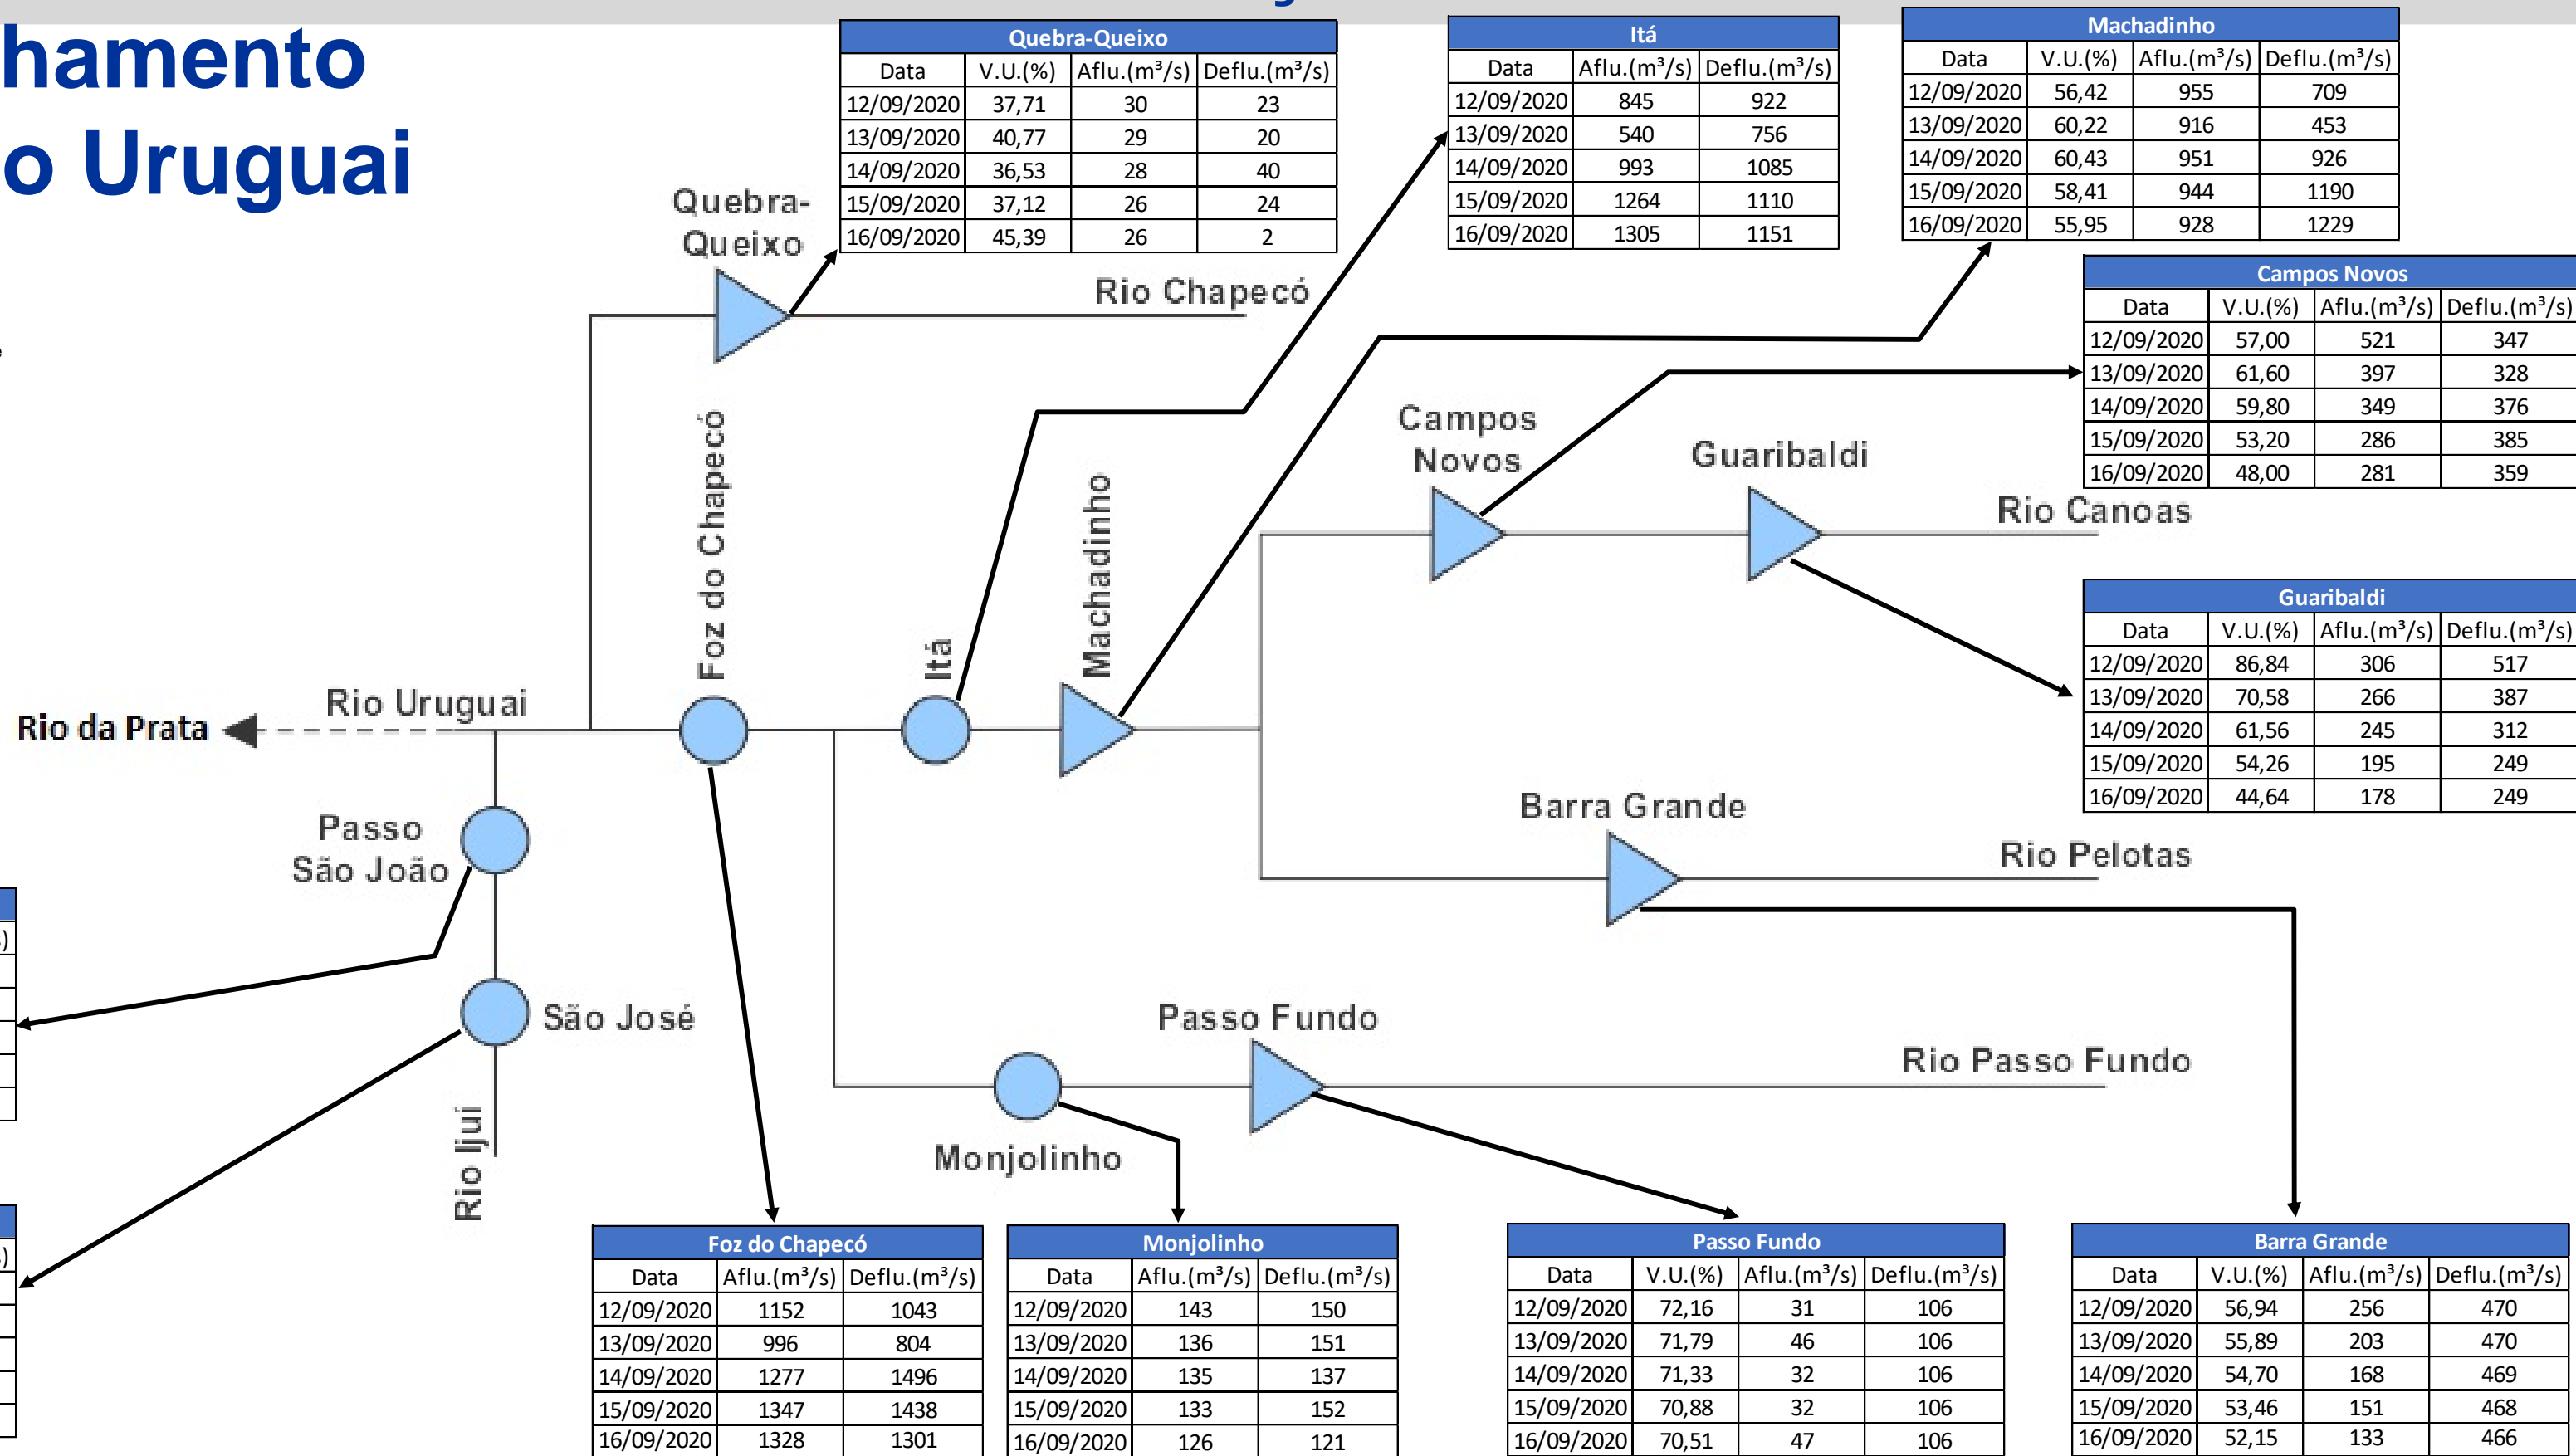 hamento
o Uruguai
Quebra-Queixo
Data V.U.(%) Aflu.(m³/s) Deflu.(m³/s)
12/09/2020 37,71 30 23
13/09/2020 40,77 29 20
14/09/2020 36,53 28 40
15/09/2020 37,12 26 24
16/09/2020 45,39 26 2
Itá
Data Aflu.(m³/s) Deflu.(m³/s)
12/09/2020 845 922
13/09/2020 540 756
14/09/2020 993 1085
15/09/2020 1264 1110
16/09/2020 1305 1151
Machadinho
Data V.U.(%) Aflu.(m³/s) Deflu.(m³/s)
12/09/2020 56,42 955 709
13/09/2020 60,22 916 453
14/09/2020 60,43 951 926
15/09/2020 58,41 944 1190
16/09/2020 55,95 928 1229
Campos Novos
Data V.U.(%) Aflu.(m³/s) Deflu.(m³/s)
12/09/2020 57,00 521 347
13/09/2020 61,60 397 328
14/09/2020 59,80 349 376
15/09/2020 53,20 286 385
16/09/2020 48,00 281 359
Quebra-
Queixo
Rio Chapecó
Foz do Chapecó
Itá
Machadinho
Campos
Novos
Guaribaldi
Rio Canoas
Guaribaldi
Data V.U.(%) Aflu.(m³/s) Deflu.(m³/s)
12/09/2020 86,84 306 517
13/09/2020 70,58 266 387
14/09/2020 61,56 245 312
15/09/2020 54,26 195 249
16/09/2020 44,64 178 249
Rio da Prata
Rio Uruguai
Passo
São João
Barra Grande
Rio Pelotas
São José
Passo Fundo
Rio Passo Fundo
Rio Ijui
Monjolinho
Foz do Chapecó
Data Aflu.(m³/s) Deflu.(m³/s)
12/09/2020 1152 1043
13/09/2020 996 804
14/09/2020 1277 1496
15/09/2020 1347 1438
16/09/2020 1328 1301
Monjolinho
Data Aflu.(m³/s) Deflu.(m³/s)
12/09/2020 143 150
13/09/2020 136 151
14/09/2020 135 137
15/09/2020 133 152
16/09/2020 126 121
Passo Fundo
Data V.U.(%) Aflu.(m³/s) Deflu.(m³/s)
12/09/2020 72,16 31 106
13/09/2020 71,79 46 106
14/09/2020 71,33 32 106
15/09/2020 70,88 32 106
16/09/2020 70,51 47 106
Barra Grande
Data V.U.(%) Aflu.(m³/s) Deflu.(m³/s)
12/09/2020 56,94 256 470
13/09/2020 55,89 203 470
14/09/2020 54,70 168 469
15/09/2020 53,46 151 468
16/09/2020 52,15 133 466